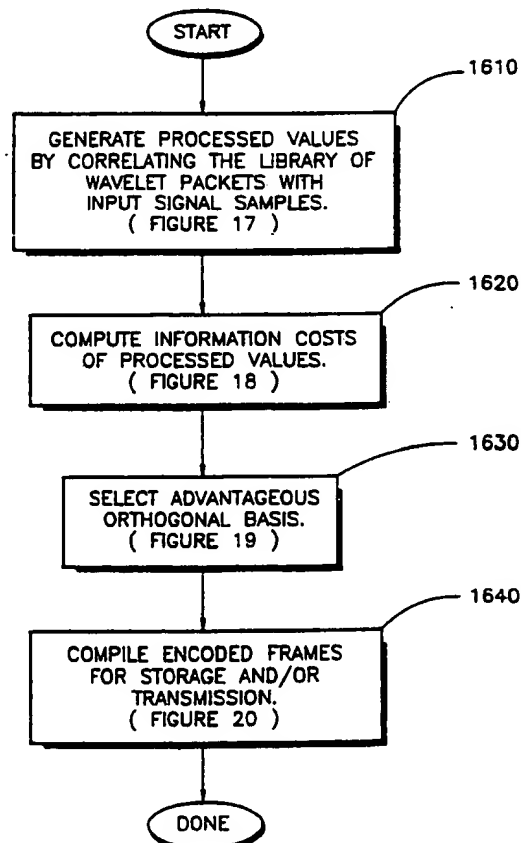 START
1610
GENERATE PROCESSED VALUES
BY CORRELATING THE LIBRARY OF
WAVELET PACKETS WITH
INPUT SIGNAL SAMPLES.
( FIGURE 17 )
1620
COMPUTE INFORMATION COSTS
OF PROCESSED VALUES.
( FIGURE 18 )
1630
SELECT ADVANTAGEOUS
ORTHOGONAL BASIS.
( FIGURE 19 )
1640
COMPILE ENCODED FRAMES
FOR STORAGE AND/OR
TRANSMISSION.
( FIGURE 20 )
DONE